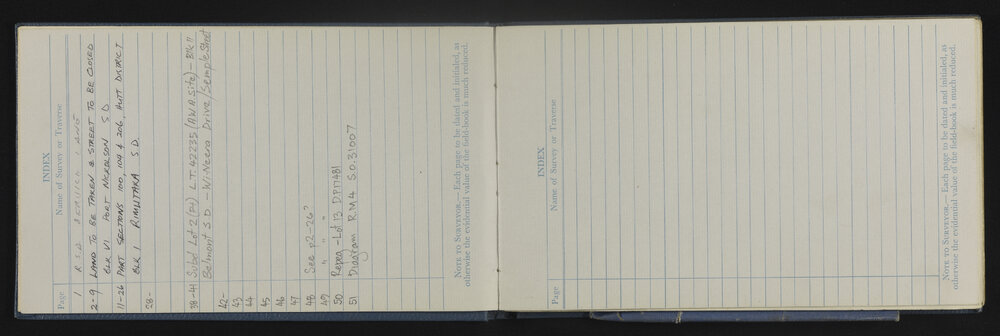 INDEX
Page Name of Survey or Traverse
1 R.S.D. SERVICE LAND
2-9 LAND TO BE TAKEN & STREET TO BE CLOSED
BLK VI PORT NICHOLSON S D
11-26 PART SECTIONS 100, 104 & 206, HUTT DISTRICT
BLK I RIMUTAKA S.D.
28-
38-41 Subd Lot 2 (Pt) L.T. 42235 (A.W.A. Site) - Blk II
Belmont S D - Wi-Neera Drive/Semple Street
42-
43
44
45
46
47
48 See p2-26?
49 " "
50 Repeg - Lot 13 D.P.17481
51 Diagram R.M.4 S.O.31007
NOTE TO SURVEYOR.— Each page to be dated and initialed, as
otherwise the evidential value of the field-book is much reduced.
INDEX
Page Name of Survey or Traverse
NOTE TO SURVEYOR.— Each page to be dated and initialed, as
otherwise the evidential value of the field-book is much reduced.